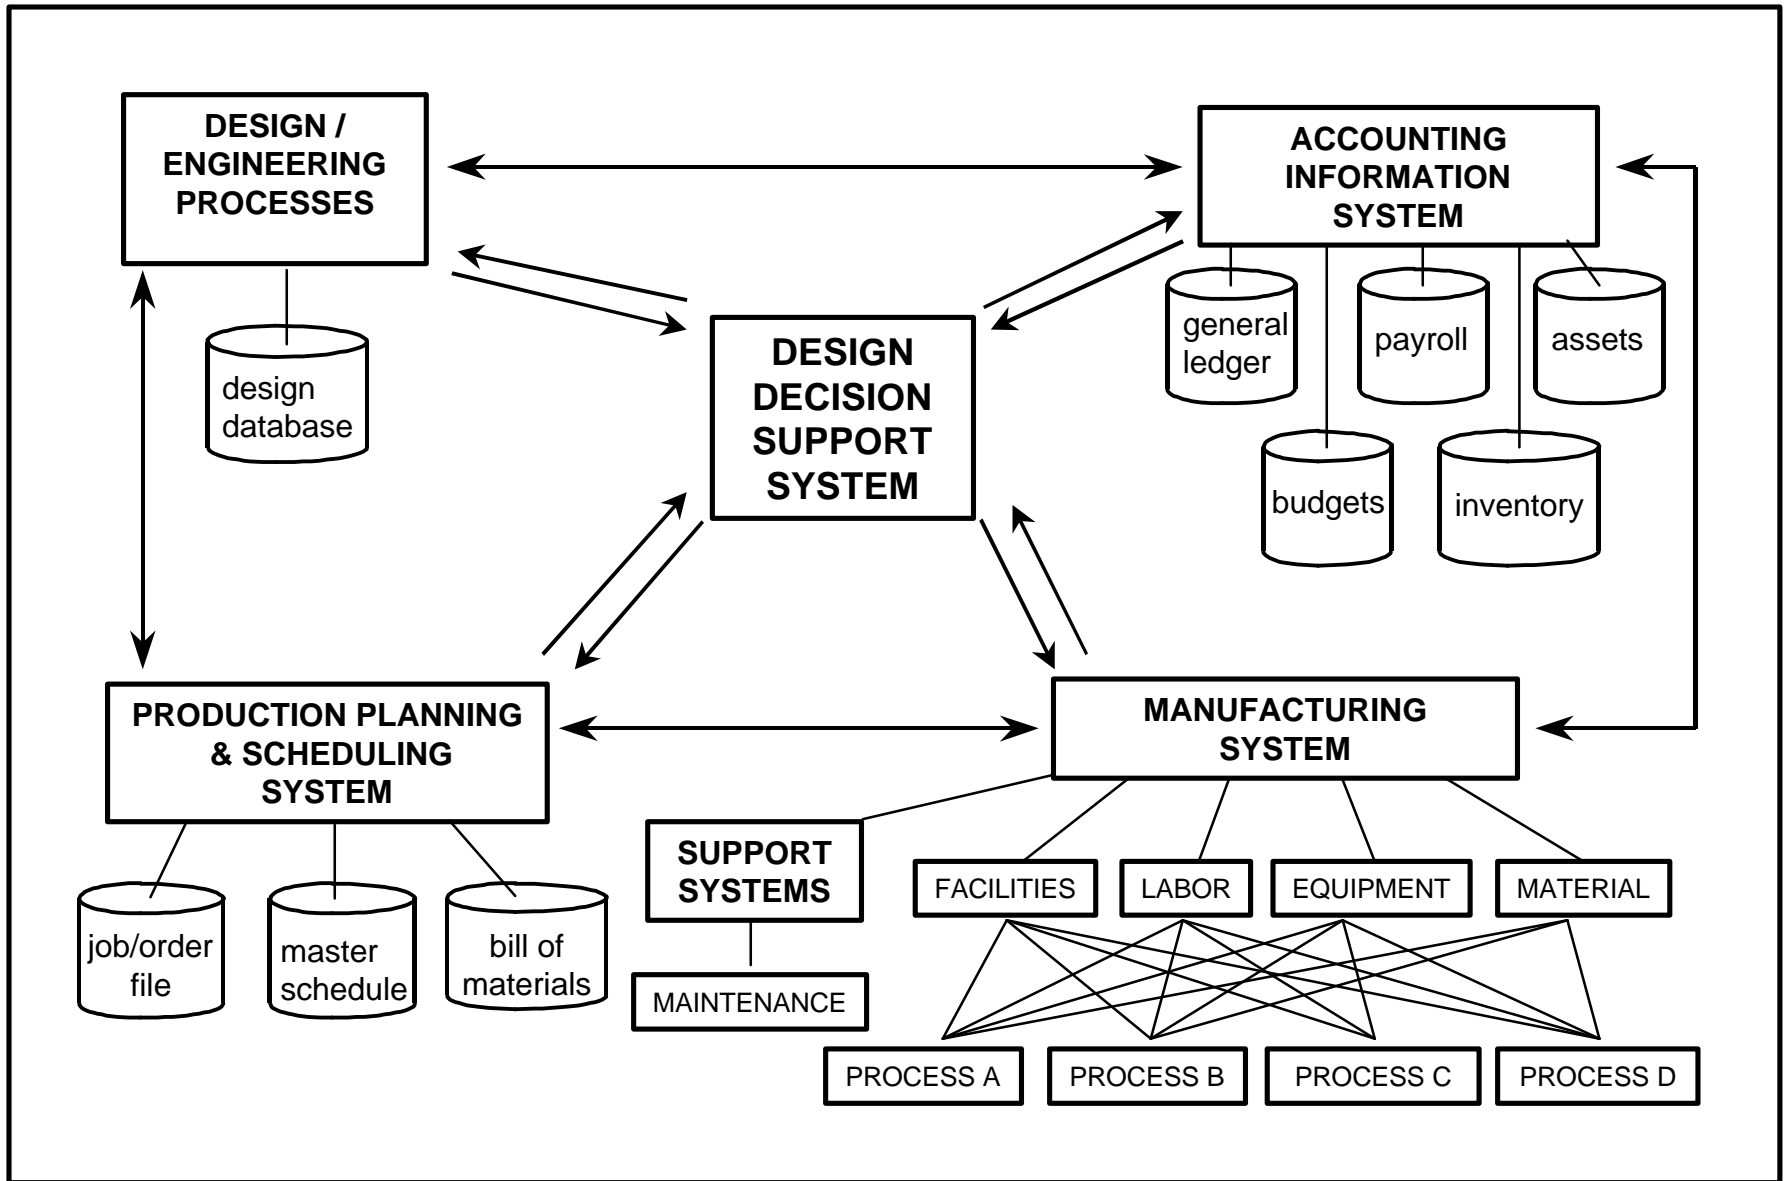 DESIGN /
ENGINEERING
PROCESSES
design
database
ACCOUNTING
INFORMATION
SYSTEM
general
ledger
payroll
assets
budgets
inventory
DESIGN
DECISION
SUPPORT
SYSTEM
PRODUCTION PLANNING
& SCHEDULING
SYSTEM
job/order
file
master
schedule
bill of
materials
MANUFACTURING
SYSTEM
SUPPORT
SYSTEMS
MAINTENANCE
FACILITIES
LABOR
EQUIPMENT
MATERIAL
PROCESS A
PROCESS B
PROCESS C
PROCESS D